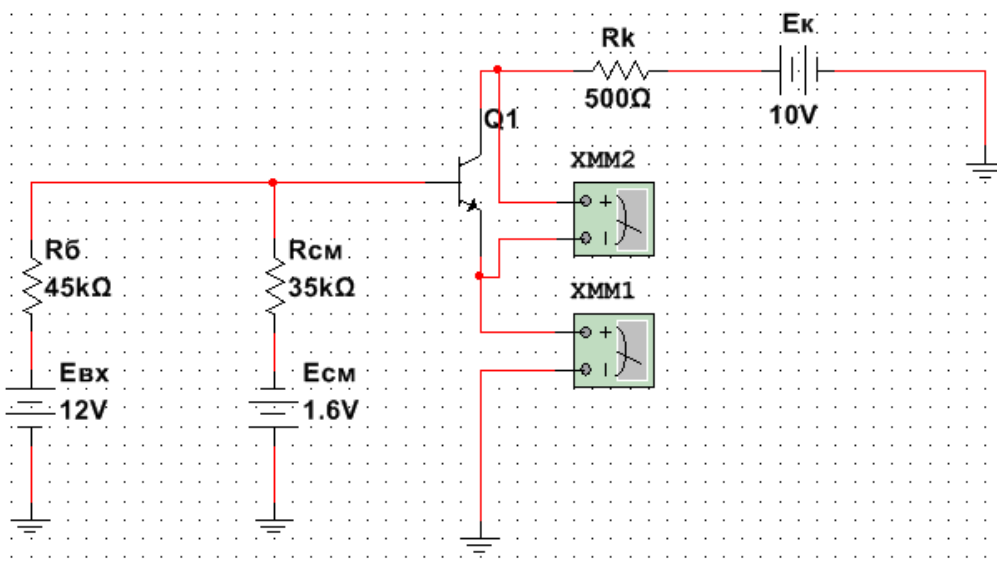 Eк
Rk
500Ω
10V
Q1
XMM2
Rб
45kΩ
Rсм
35kΩ
XMM1
Eвх
12V
Eсм
1.6V